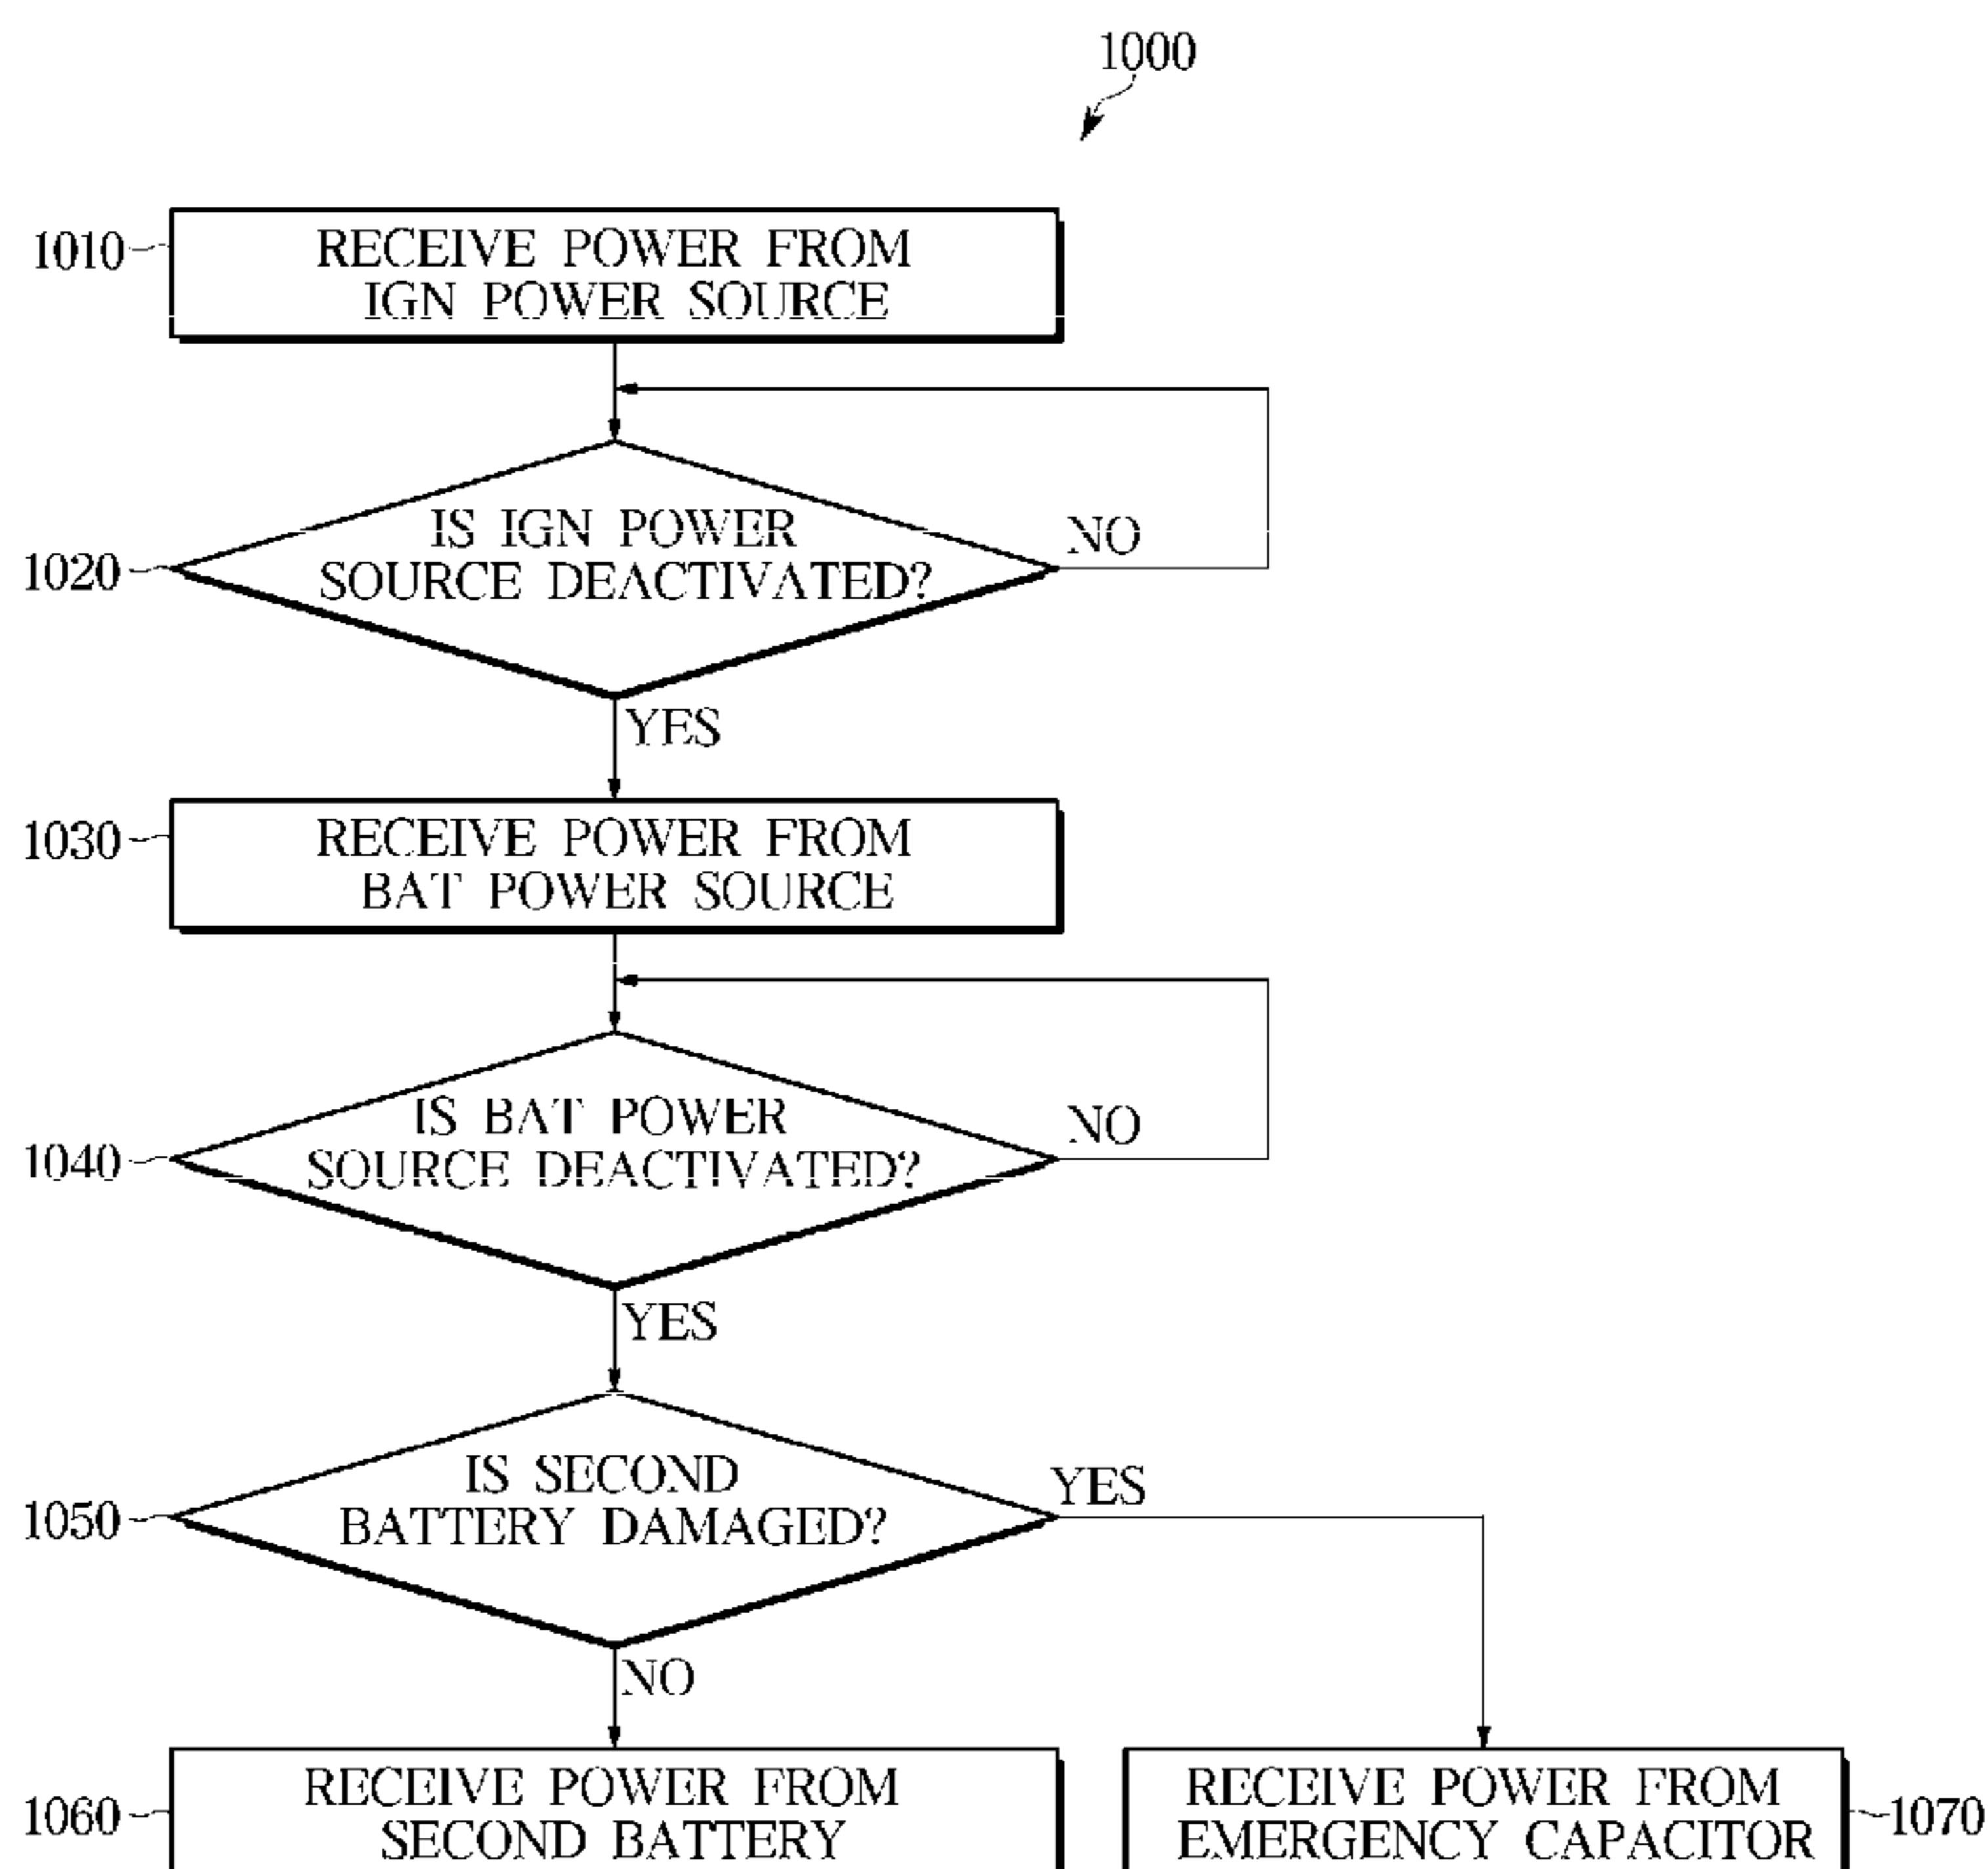 1000
1010
RECEIVE POWER FROM
IGN POWER SOURCE
1020
IS IGN POWER
SOURCE DEACTIVATED?
NO
YES
1030
RECEIVE POWER FROM
BAT POWER SOURCE
1040
IS BAT POWER
SOURCE DEACTIVATED?
NO
YES
1050
IS SECOND
BATTERY DAMAGED?
YES
NO
1060
RECEIVE POWER FROM
SECOND BATTERY
RECEIVE POWER FROM
EMERGENCY CAPACITOR
1070